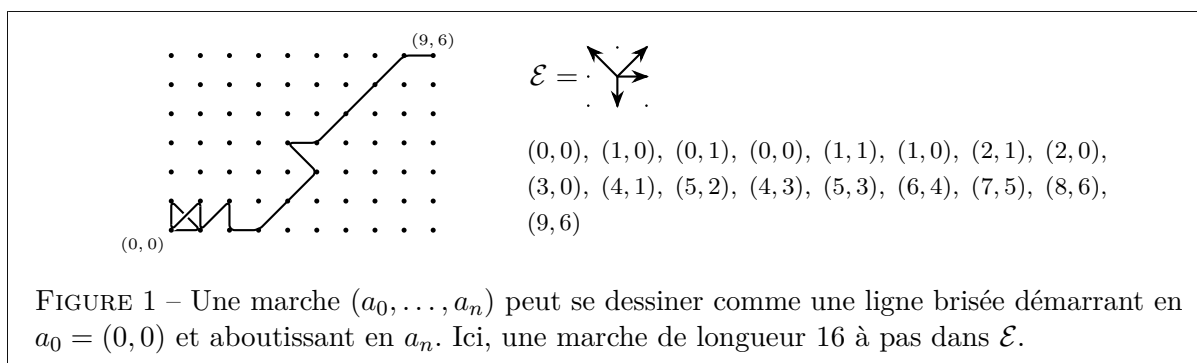 (9, 6)
(0, 0)
ℰ =
(0, 0), (1, 0), (0, 1), (0, 0), (1, 1), (1, 0), (2, 1), (2, 0),
(3, 0), (4, 1), (5, 2), (4, 3), (5, 3), (6, 4), (7, 5), (8, 6),
(9, 6)
FIGURE 1 – Une marche (a₀, . . . , aₙ) peut se dessiner comme une ligne brisée démarrant en
a₀ = (0, 0) et aboutissant en aₙ. Ici, une marche de longueur 16 à pas dans ℰ.